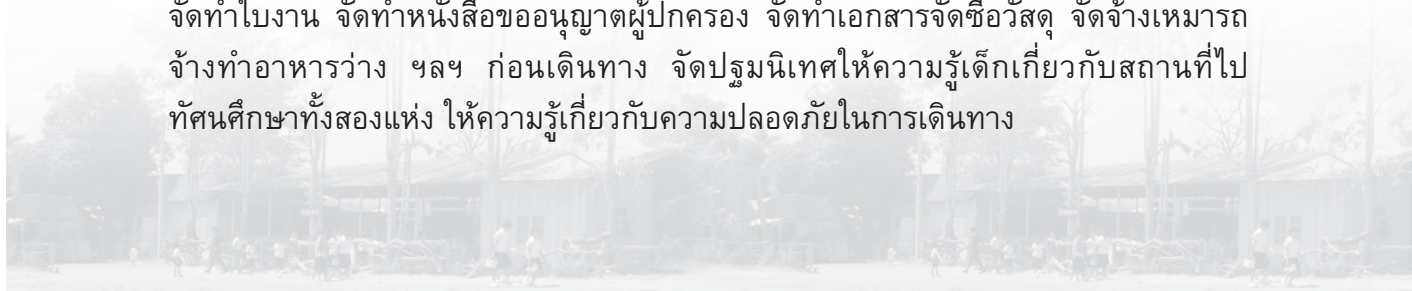 จัดทำใบงาน จัดทำหนังสือขออนุญาตผู้ปกครอง จัดทำเอกสารจัดซื้อวัสดุ จัดจ้างเหมารถ
จ้างทำอาหารว่าง ฯลฯ ก่อนเดินทาง จัดปฐมนิเทศให้ความรู้เด็กเกี่ยวกับสถานที่ไป
ทัศนศึกษาทั้งสองแห่ง ให้ความรู้เกี่ยวกับความปลอดภัยในการเดินทาง